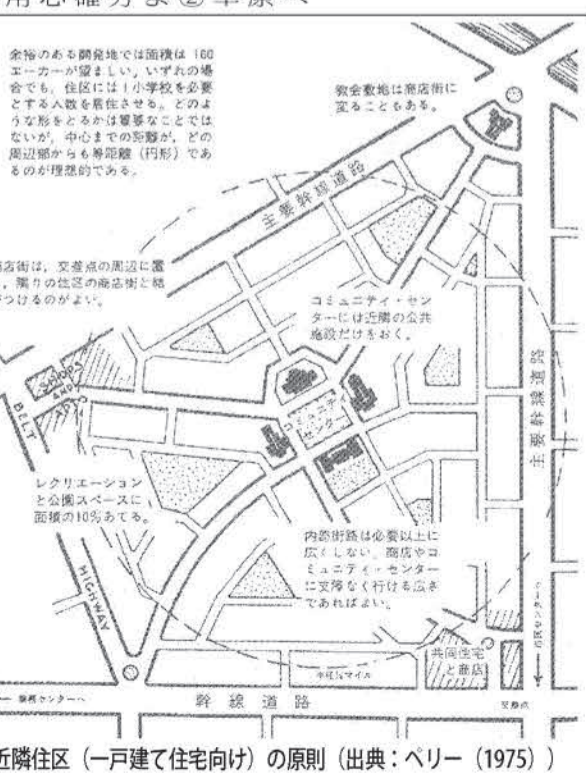 余裕のある開発地では面積は 160
エーカーが望ましい。いずれの場
合でも、住区には1小学校を必要
とする人数を居住させる。どのよ
うな形をとるかは重要なことでは
ないが、中心までの距離が、どの
周辺部からも等距離(円形)であ
るのが理想的である。
教会敷地は商店街に
変ることもある。
主要幹線道路
店街は、交差点の周辺に置
、隣りの住区の商店街と結
つけるのがよい。
コミュニティ・セン
ターには近隣の公共
施設だけをおく。
SHOPS
AND
APTS
BELT
コミュニティ
センター
主要幹線道路
レクリエーション
と公園スペースに
面積の10%あてる。
内部街路は必要以上に
広くしない。商店やコ
ミュニティ・センター
に支障なく行ける広さ
であればよい。
HIGHWAY
共同住宅
と商店
センターへ
幹線道路
交差点
近隣住区(一戸建て住宅向け)の原則(出典:ペリー(1975))